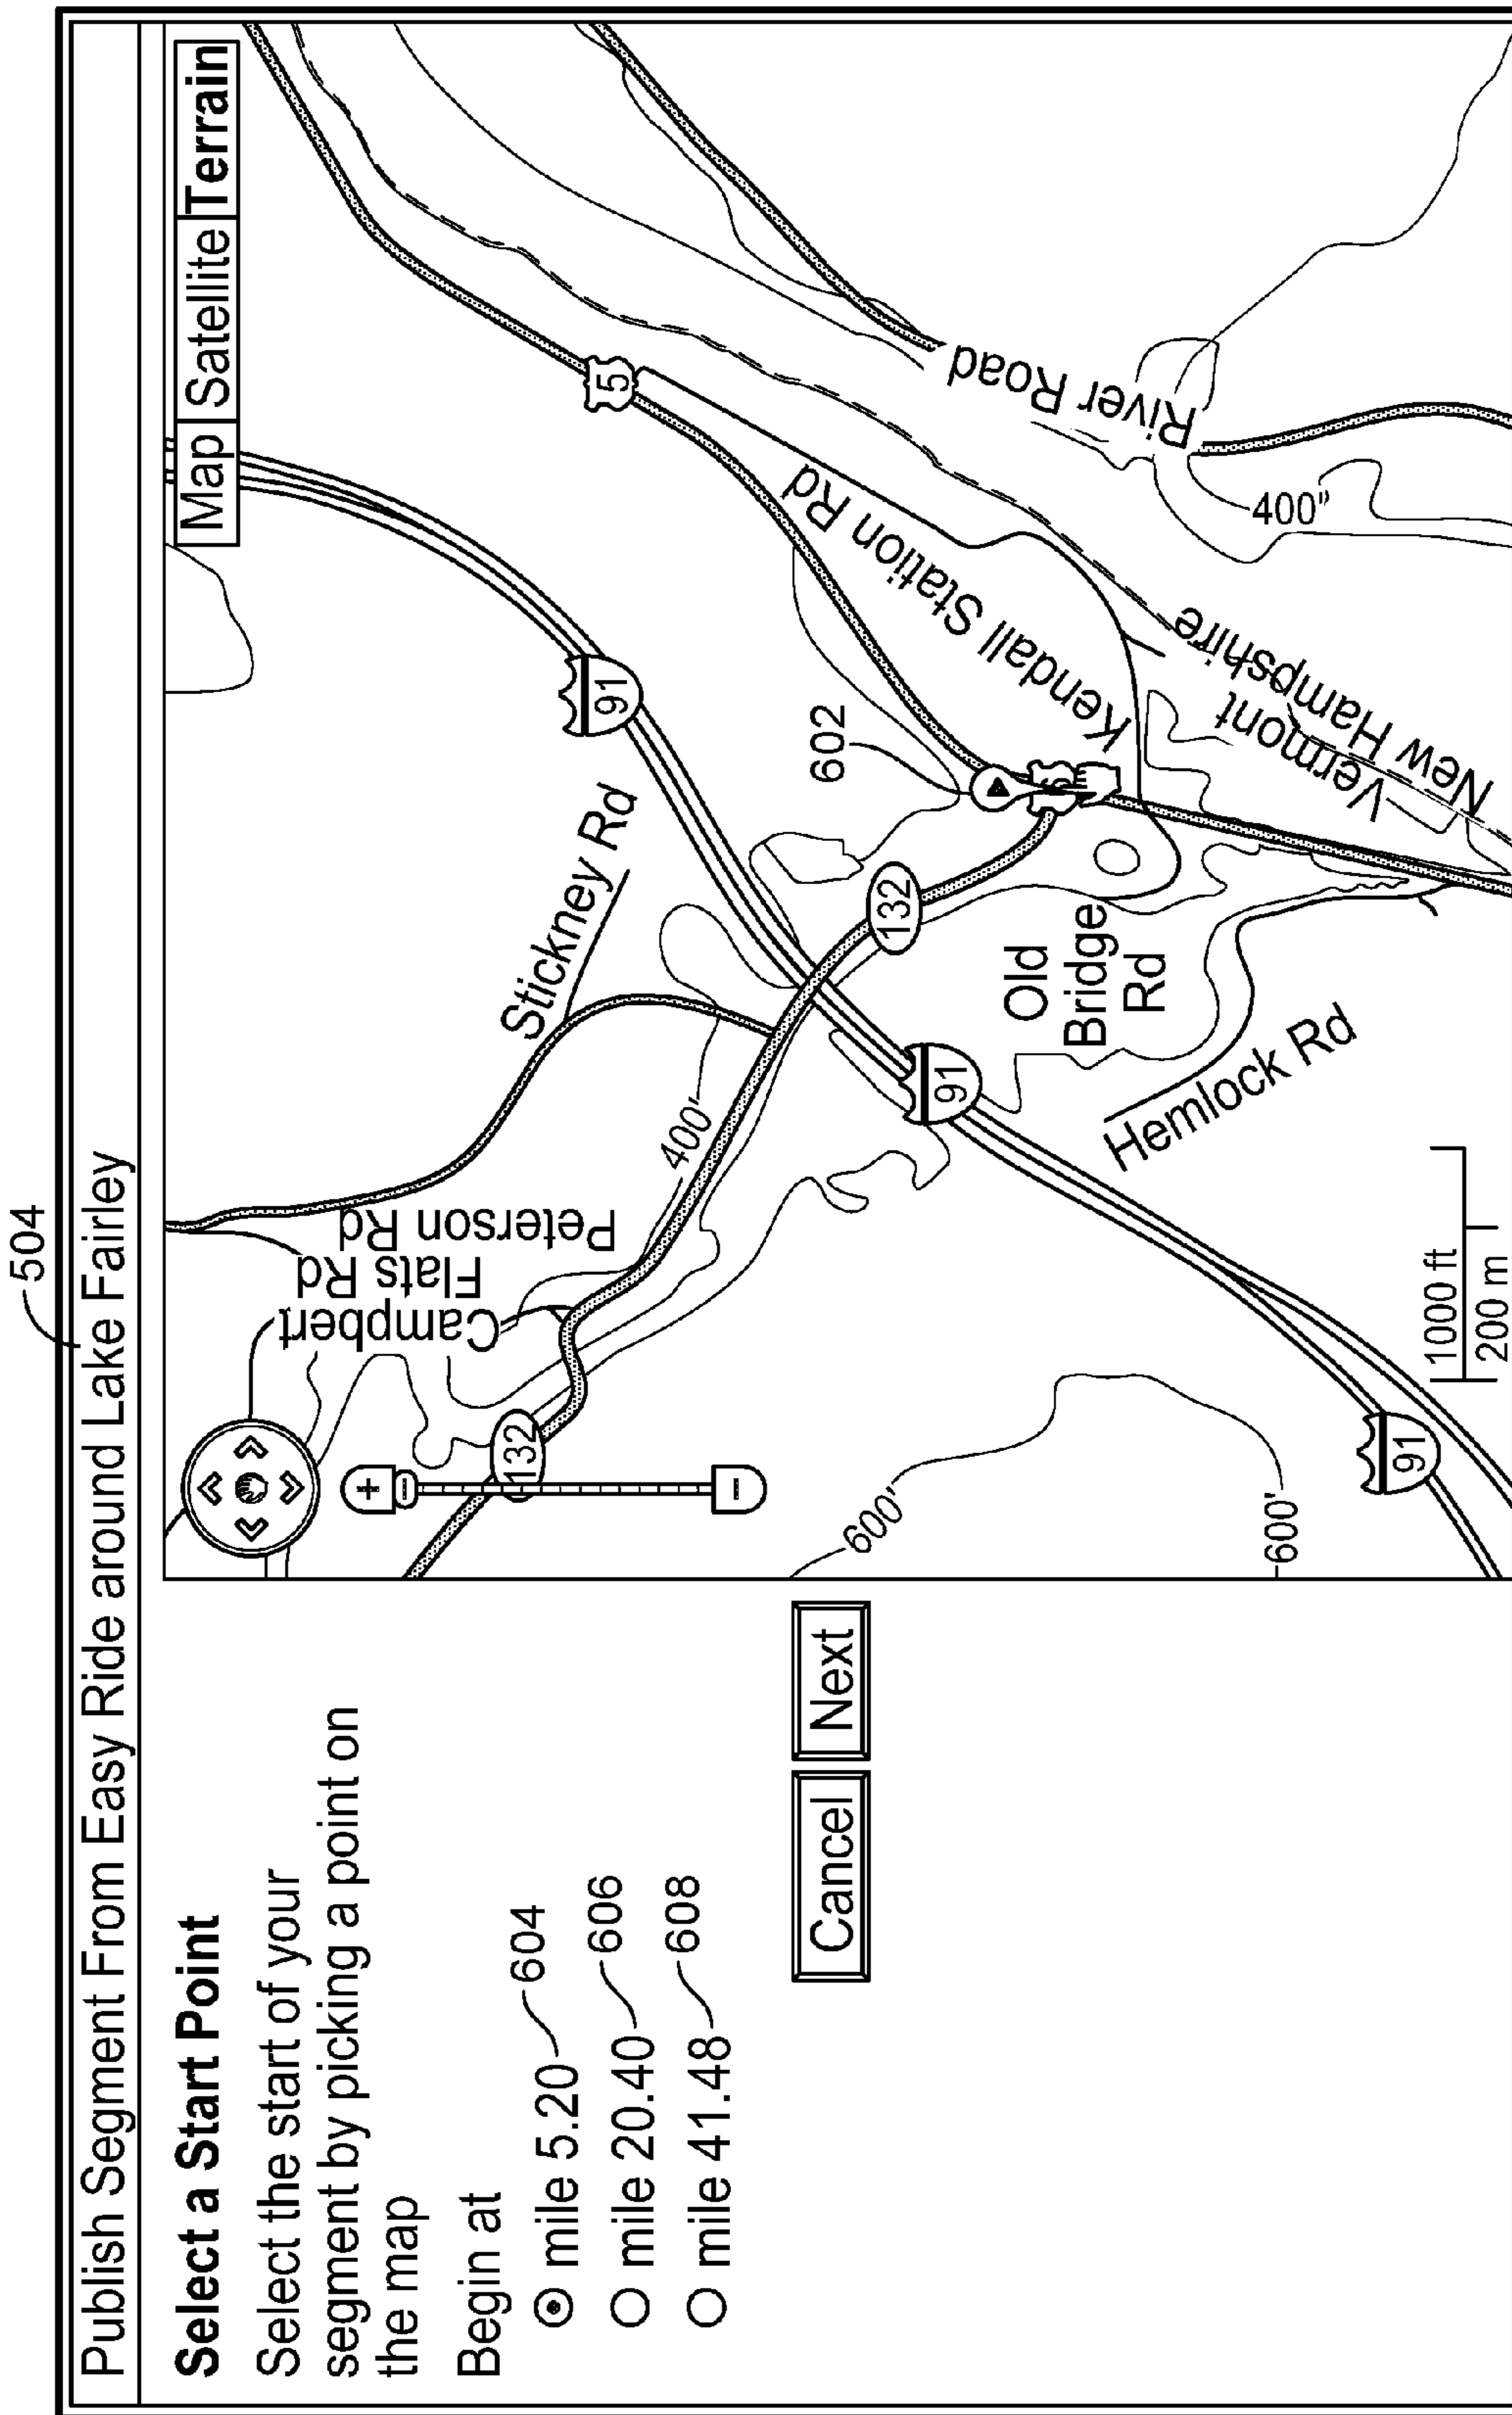 504
Publish Segment From Easy Ride around Lake Fairley
Select a Start Point
Select the start of your
segment by picking a point on
the map
Begin at
mile 5.20
604
mile 20.40
606
mile 41.48
608
Cancel
Next
Map
Satellite
Terrain
Campbert
Flats Rd
Peterson Rd
132
+
-
400'
Stickney Rd
91
5
602
132
Kendall Station Rd
River Road
400"
Old
Bridge
Rd
91
Hemlock Rd
Vermont
New Hampshire
600'
600'
91
1000 ft
200 m